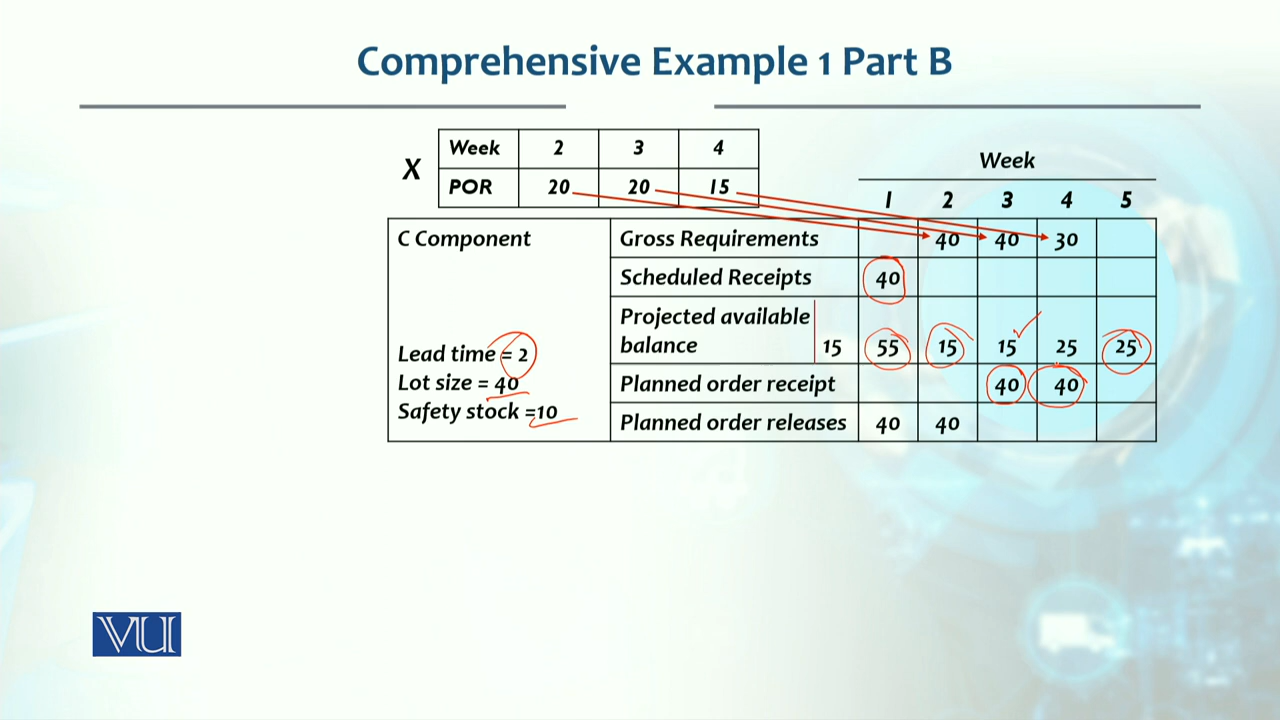 Comprehensive Example 1 Part B
X
Week 2 3 4
POR 20 20 15
Week
1 2 3 4 5
C Component
Lead time = 2
Lot size = 40
Safety stock =10
Gross Requirements 40 40 30
Scheduled Receipts 40
Projected available
balance 15 55 15 15 25 25
Planned order receipt 40 40
Planned order releases 40 40
VU